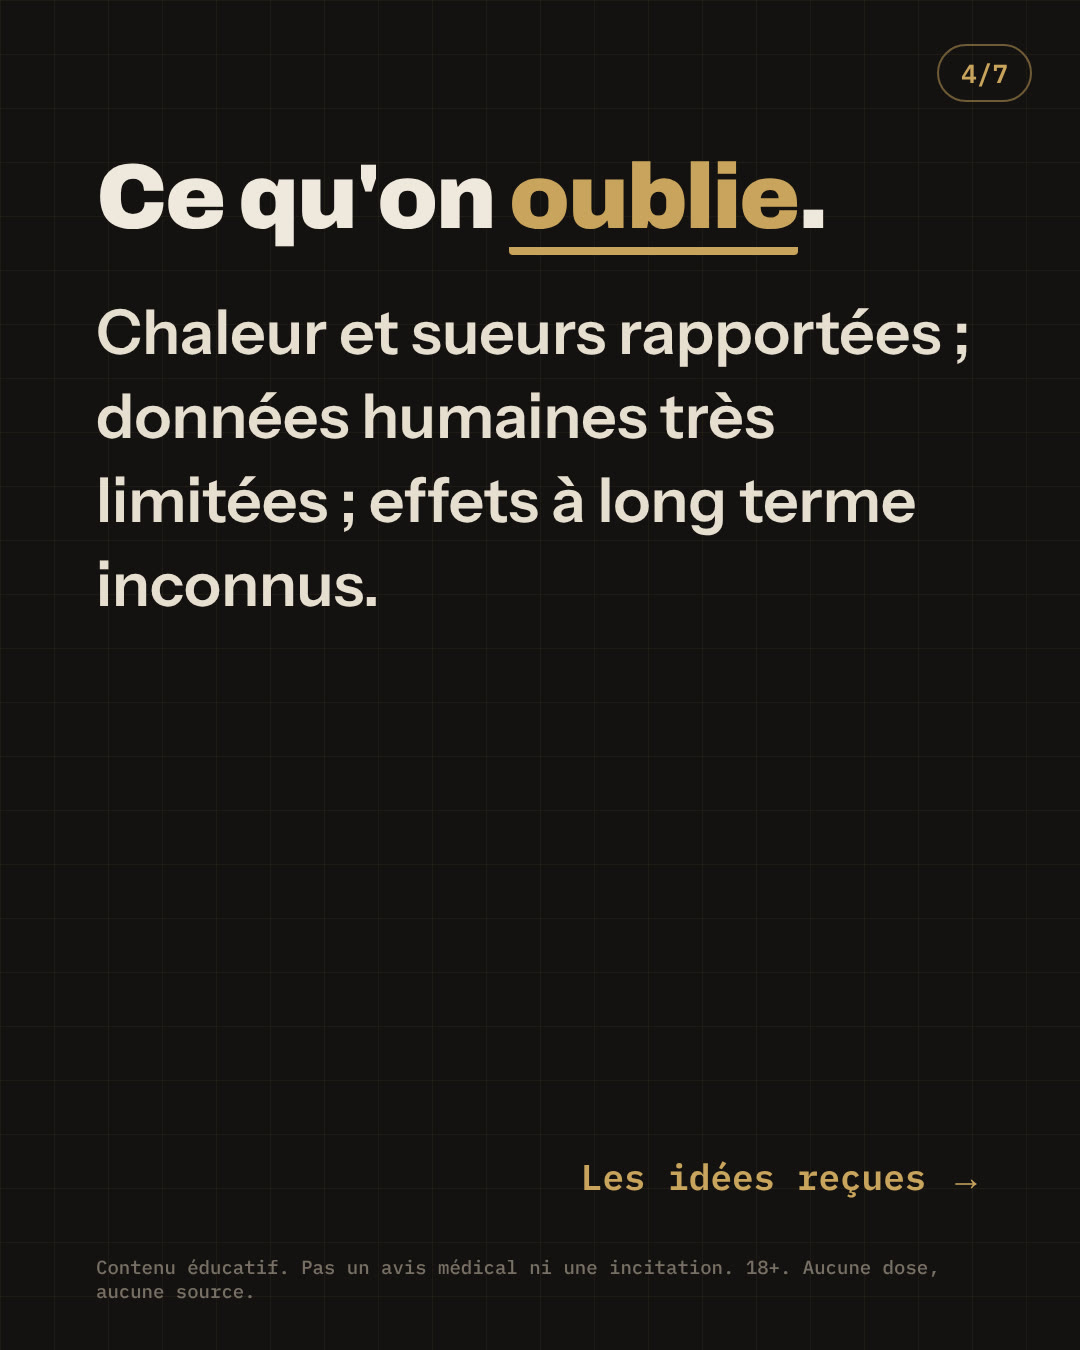 4/7
Ce qu'on oublie.
Chaleur et sueurs rapportées ;
données humaines très
limitées ; effets à long terme
inconnus.
Les idées reçues →
Contenu éducatif. Pas un avis médical ni une incitation. 18+. Aucune dose,
aucune source.